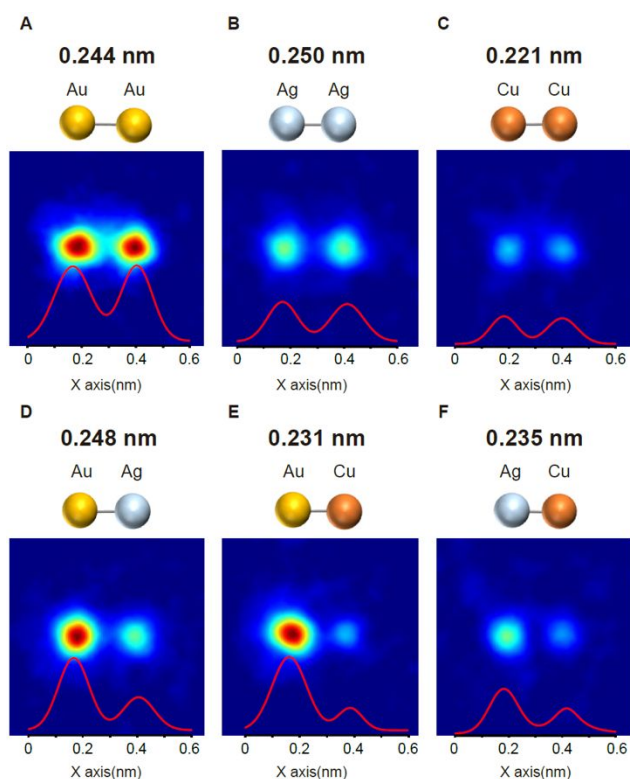 A
B
C
0.244 nm
0.250 nm
0.221 nm
Au Au
Ag Ag
Cu Cu
0 0.2 0.4 0.6
0 0.2 0.4 0.6
0 0.2 0.4 0.6
X axis(nm)
X axis(nm)
X axis(nm)
D
E
F
0.248 nm
0.231 nm
0.235 nm
Au Ag
Au Cu
Ag Cu
0 0.2 0.4 0.6
0 0.2 0.4 0.6
0 0.2 0.4 0.6
X axis(nm)
X axis(nm)
X axis(nm)